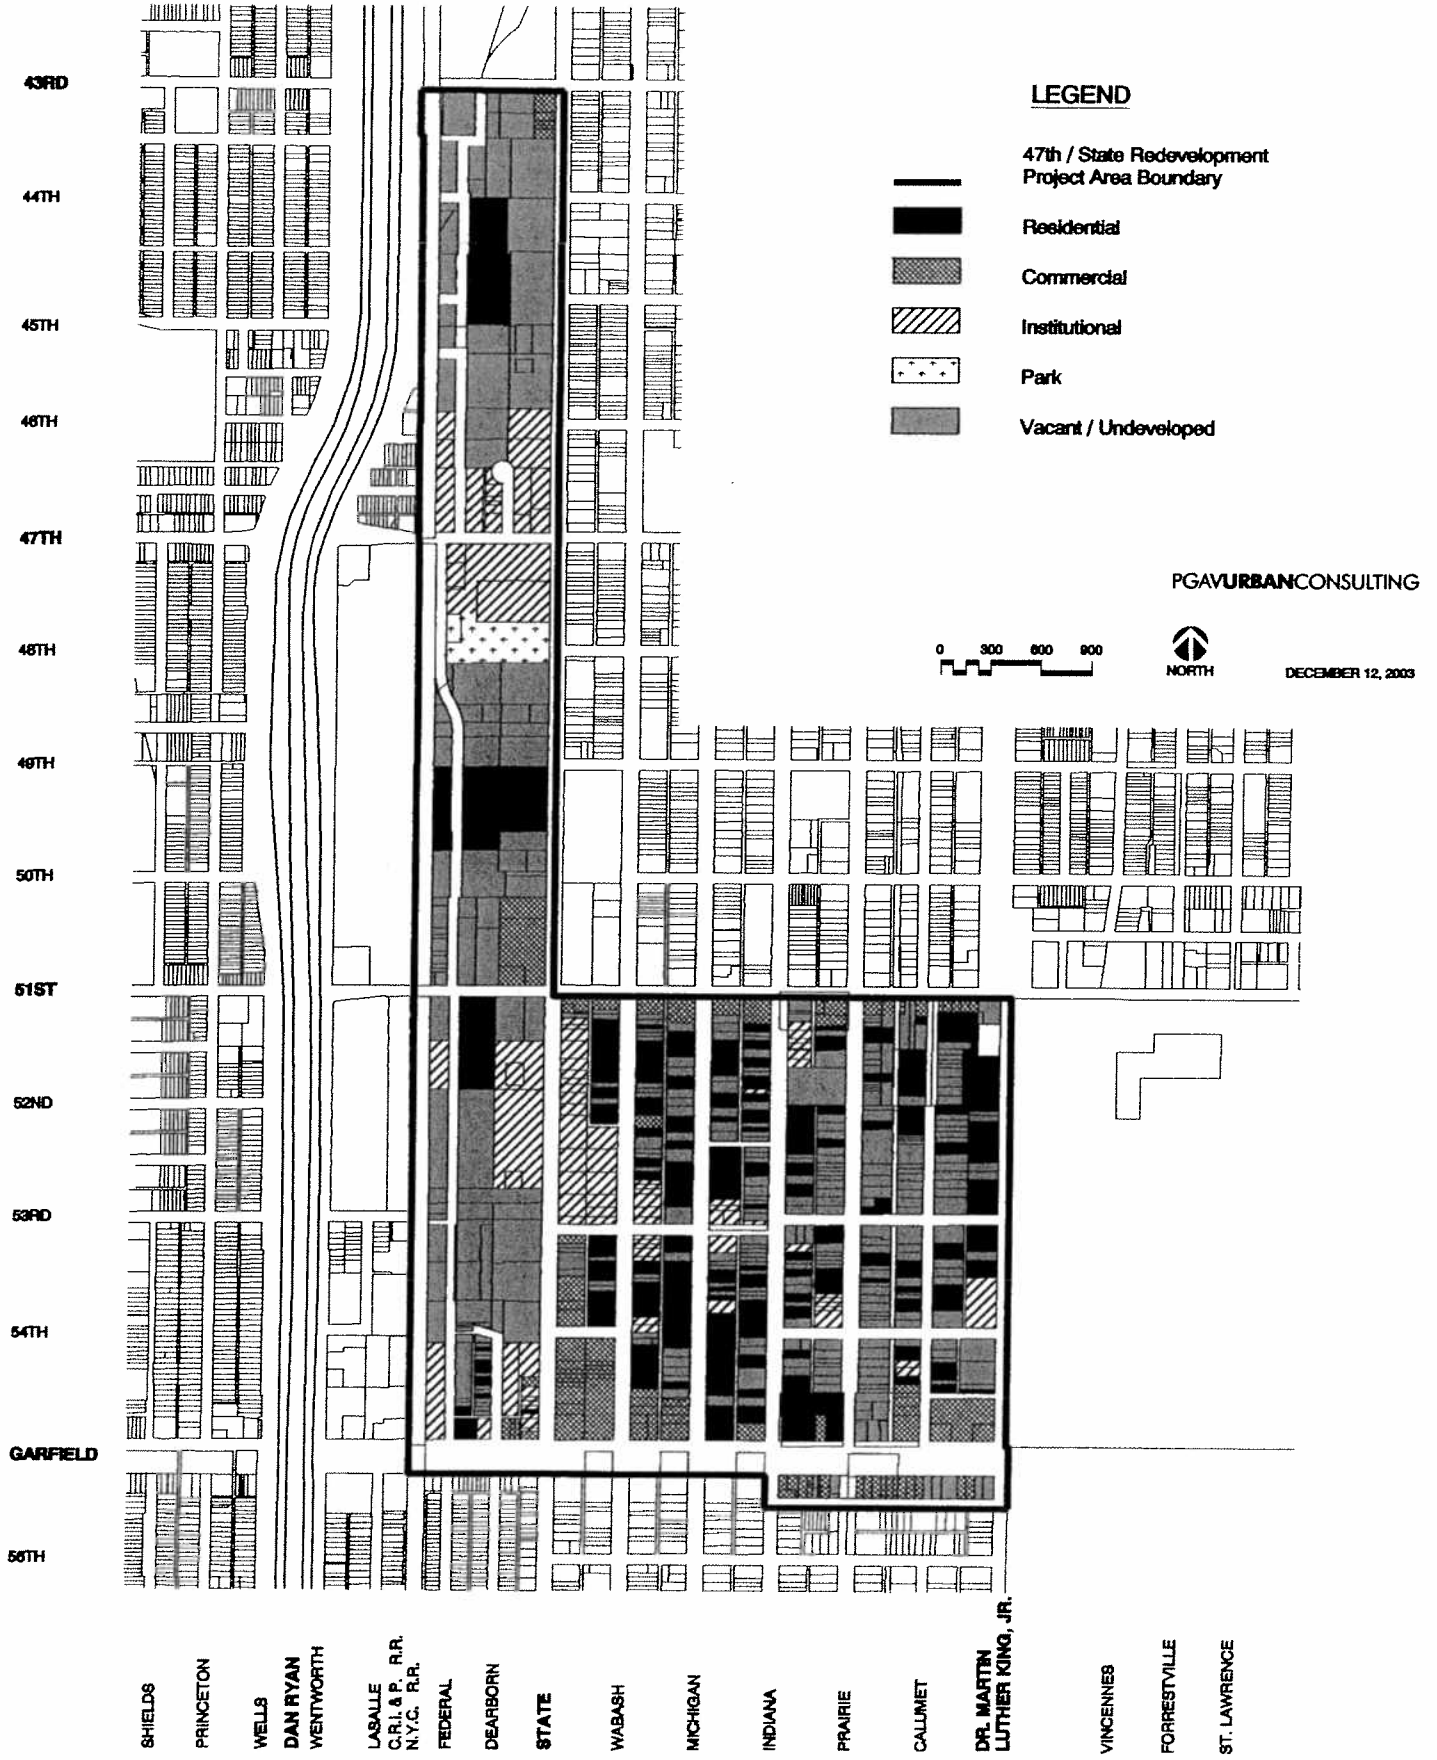 LEGEND
47th / State Redevelopment
Project Area Boundary
Residential
Commercial
Institutional
Park
Vacant / Undeveloped
PGAVURBANCONSULTING
0 300 600 900
NORTH
DECEMBER 12, 2003
43RD
44TH
45TH
46TH
47TH
48TH
49TH
50TH
51ST
52ND
53RD
54TH
GARFIELD
56TH
SHIELDS
PRINCETON
WELLS
DAN RYAN
WENTWORTH
LASALLE
C.R.I. & P. R.R.
N.Y.C. R.R.
FEDERAL
DEARBORN
STATE
WABASH
MICHIGAN
INDIANA
PRAIRIE
CALUMET
DR. MARTIN
LUTHER KING, JR.
VINCENNES
FORRESTVILLE
ST. LAWRENCE